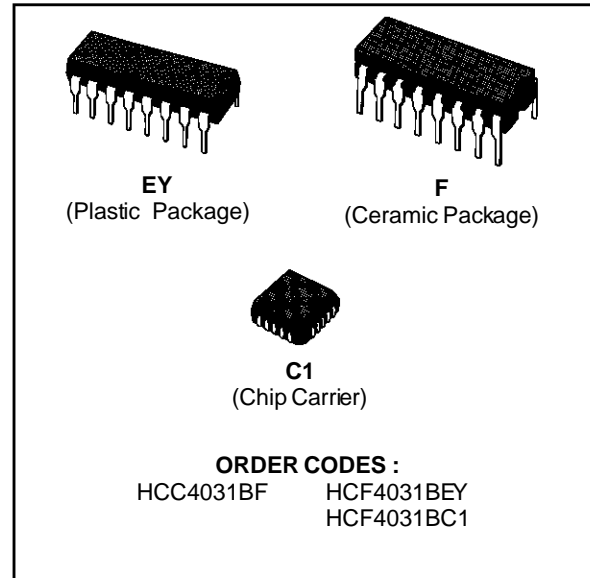 EY
(Plastic Package)
F
(Ceramic Package)
C1
(Chip Carrier)
ORDER CODES :
HCC4031BF HCF4031BEY
HCF4031BC1